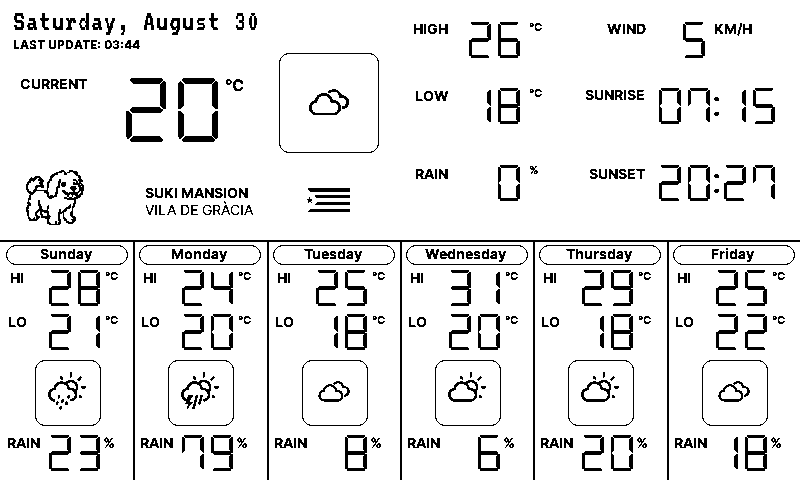 Saturday, August 30
LAST UPDATE: 03:44
CURRENT 20 °C
HIGH 26 °C
LOW 18 °C
RAIN 0 %
WIND 5 KM/H
SUNRISE 07:15
SUNSET 20:27
SUKI MANSION
VILA DE GRÀCIA
Sunday
HI 28 °C
LO 21 °C
RAIN 23 %
Monday
HI 24 °C
LO 20 °C
RAIN 79 %
Tuesday
HI 25 °C
LO 18 °C
RAIN 8 %
Wednesday
HI 31 °C
LO 20 °C
RAIN 6 %
Thursday
HI 29 °C
LO 18 °C
RAIN 20 %
Friday
HI 25 °C
LO 22 °C
RAIN 18 %